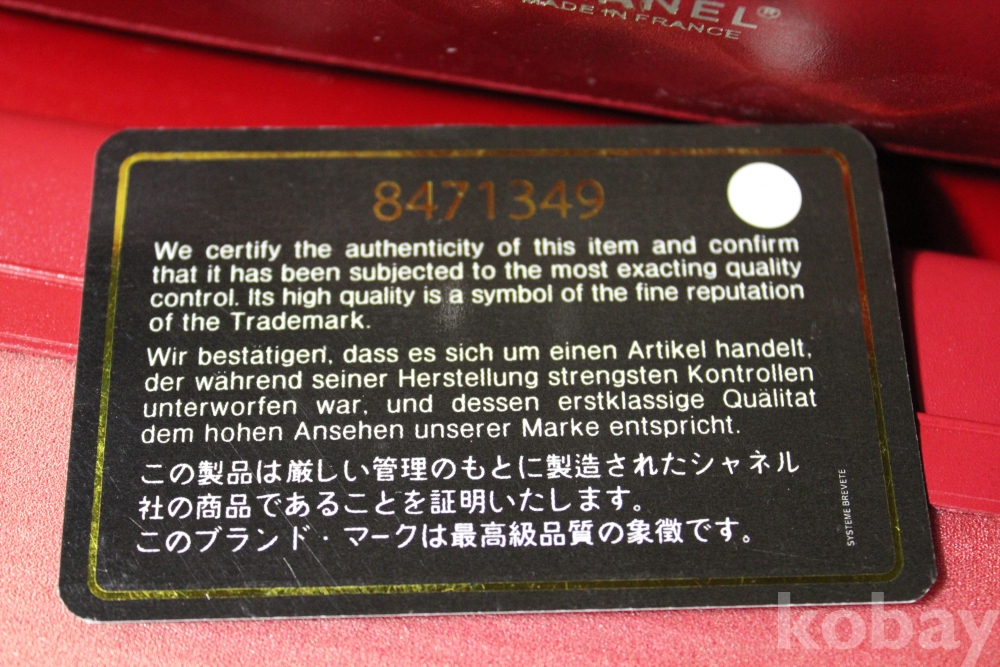 ANEL®
MADE IN FRANCE
8471349
We certify the authenticity of this item and confirm
that it has been subjected to the most exacting quality
control. Its high quality is a symbol of the fine reputation
of the Trademark.
Wir bestätigen, dass es sich um einen Artikel handelt,
der während seiner Herstellung strengsten Kontrollen
unterworfen war, und dessen erstklassige Qualität
dem hohen Ansehen unserer Marke entspricht.
この製品は厳しい管理のもとに製造されたシャネル
社の商品であることを証明いたします。
このブランド・マークは最高級品質の象徴です。
SYSTEME BREVETE
kobay